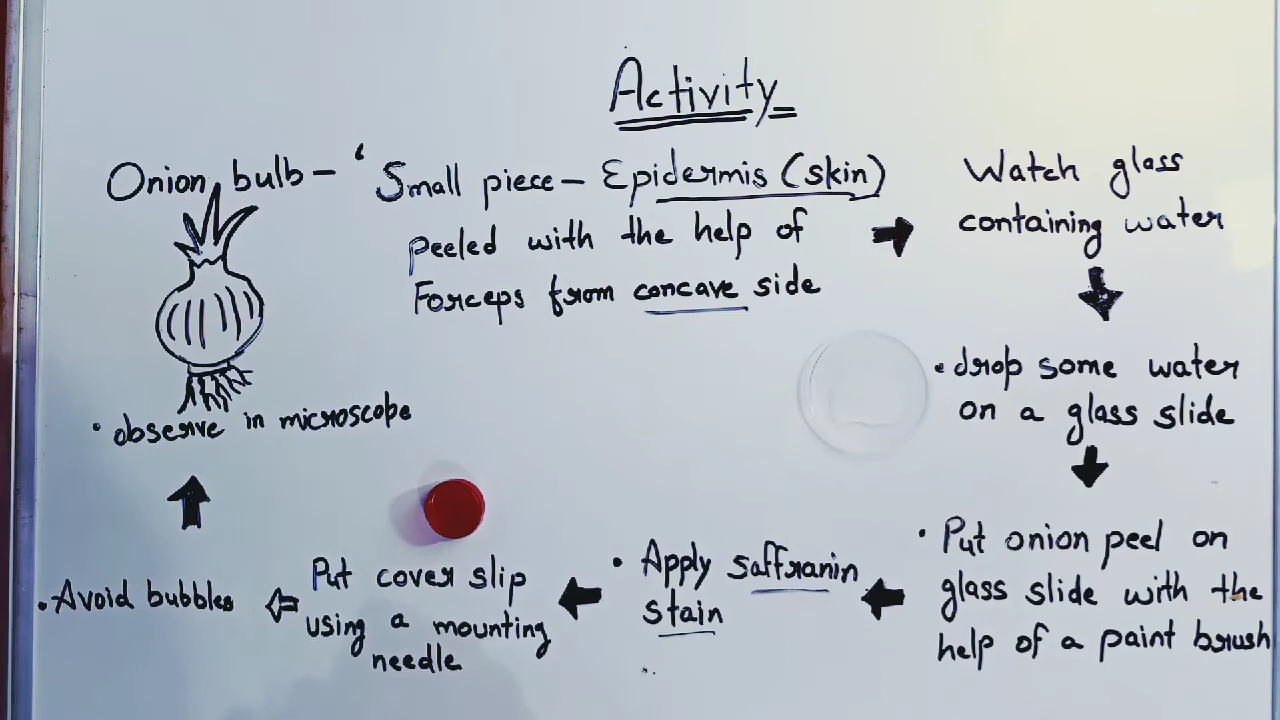 Activity
Onion bulb - Small piece - Epidermis (skin)
peeled with the help of
Forceps from concave side
Watch glass
containing water
• drop some water
on a glass slide
• Put onion peel on
glass slide with the
help of a paint brush
• Apply saffranin
stain
Put cover slip
using a mounting
needle
• Avoid bubbles
• observe in microscope